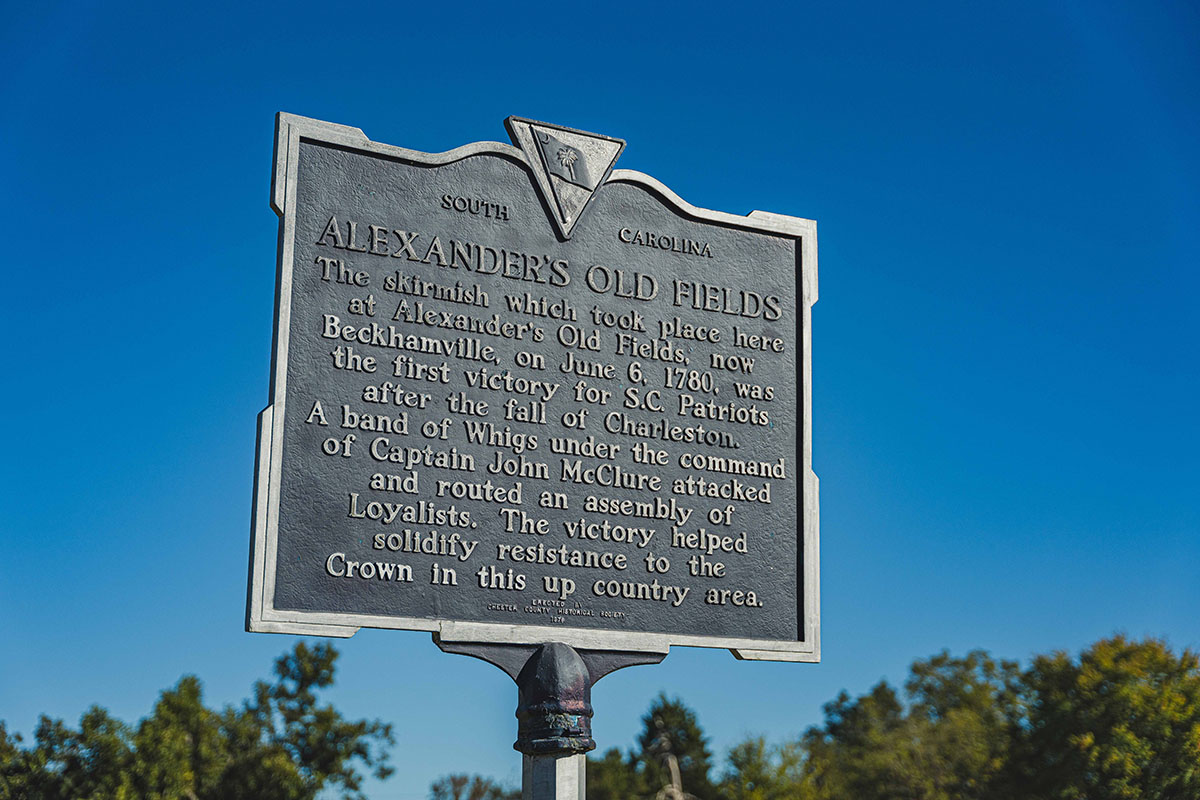 SOUTH CAROLINA
ALEXANDER'S OLD FIELDS
The skirmish which took place here
at Alexander's Old Fields, now
Beckhamville, on June 6, 1780, was
the first victory for S.C. Patriots
after the fall of Charleston.
A band of Whigs under the command
of Captain John McClure attacked
and routed an assembly of
Loyalists. The victory helped
solidify resistance to the
Crown in this up country area.
ERECTED BY
CHESTER COUNTY HISTORICAL SOCIETY